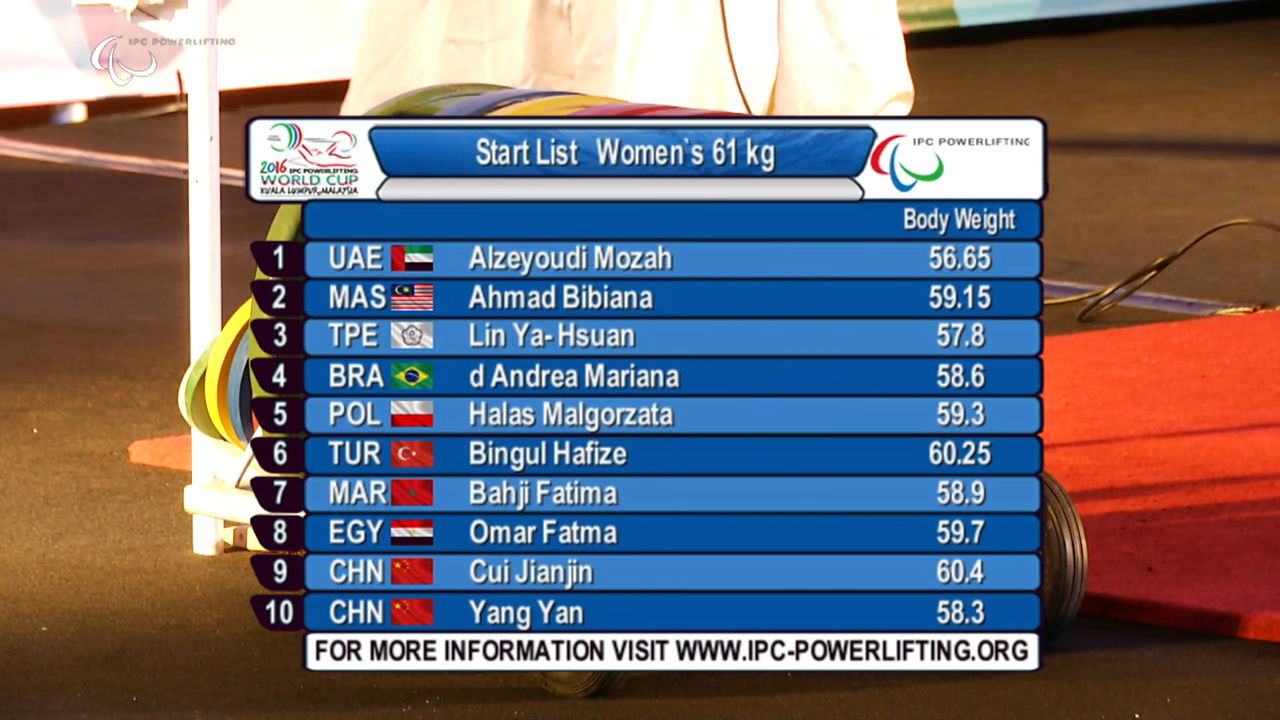 IPC POWERLIFTING
Start List Women`s 61 kg
2016 IPC POWERLIFTING
WORLD CUP
KUALA LUMPUR, MALAYSIA
IPC POWERLIFTING
Body Weight
1 UAE Alzeyoudi Mozah 56.65
2 MAS Ahmad Bibiana 59.15
3 TPE Lin Ya-Hsuan 57.8
4 BRA d Andrea Mariana 58.6
5 POL Halas Malgorzata 59.3
6 TUR Bingul Hafize 60.25
7 MAR Bahji Fatima 58.9
8 EGY Omar Fatma 59.7
9 CHN Cui Jianjin 60.4
10 CHN Yang Yan 58.3
FOR MORE INFORMATION VISIT WWW.IPC-POWERLIFTING.ORG